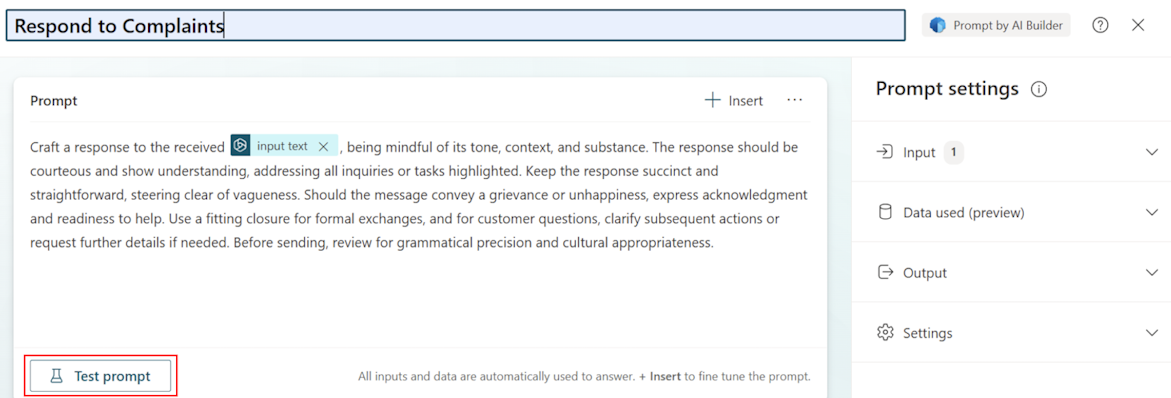 Respond to Complaints
Prompt by AI Builder
Prompt
Insert
Craft a response to the received input text , being mindful of its tone, context, and substance. The response should be
courteous and show understanding, addressing all inquiries or tasks highlighted. Keep the response succinct and
straightforward, steering clear of vagueness. Should the message convey a grievance or unhappiness, express acknowledgment
and readiness to help. Use a fitting closure for formal exchanges, and for customer questions, clarify subsequent actions or
request further details if needed. Before sending, review for grammatical precision and cultural appropriateness.
Test prompt
All inputs and data are automatically used to answer. + Insert to fine tune the prompt.
Prompt settings
Input 1
Data used (preview)
Output
Settings